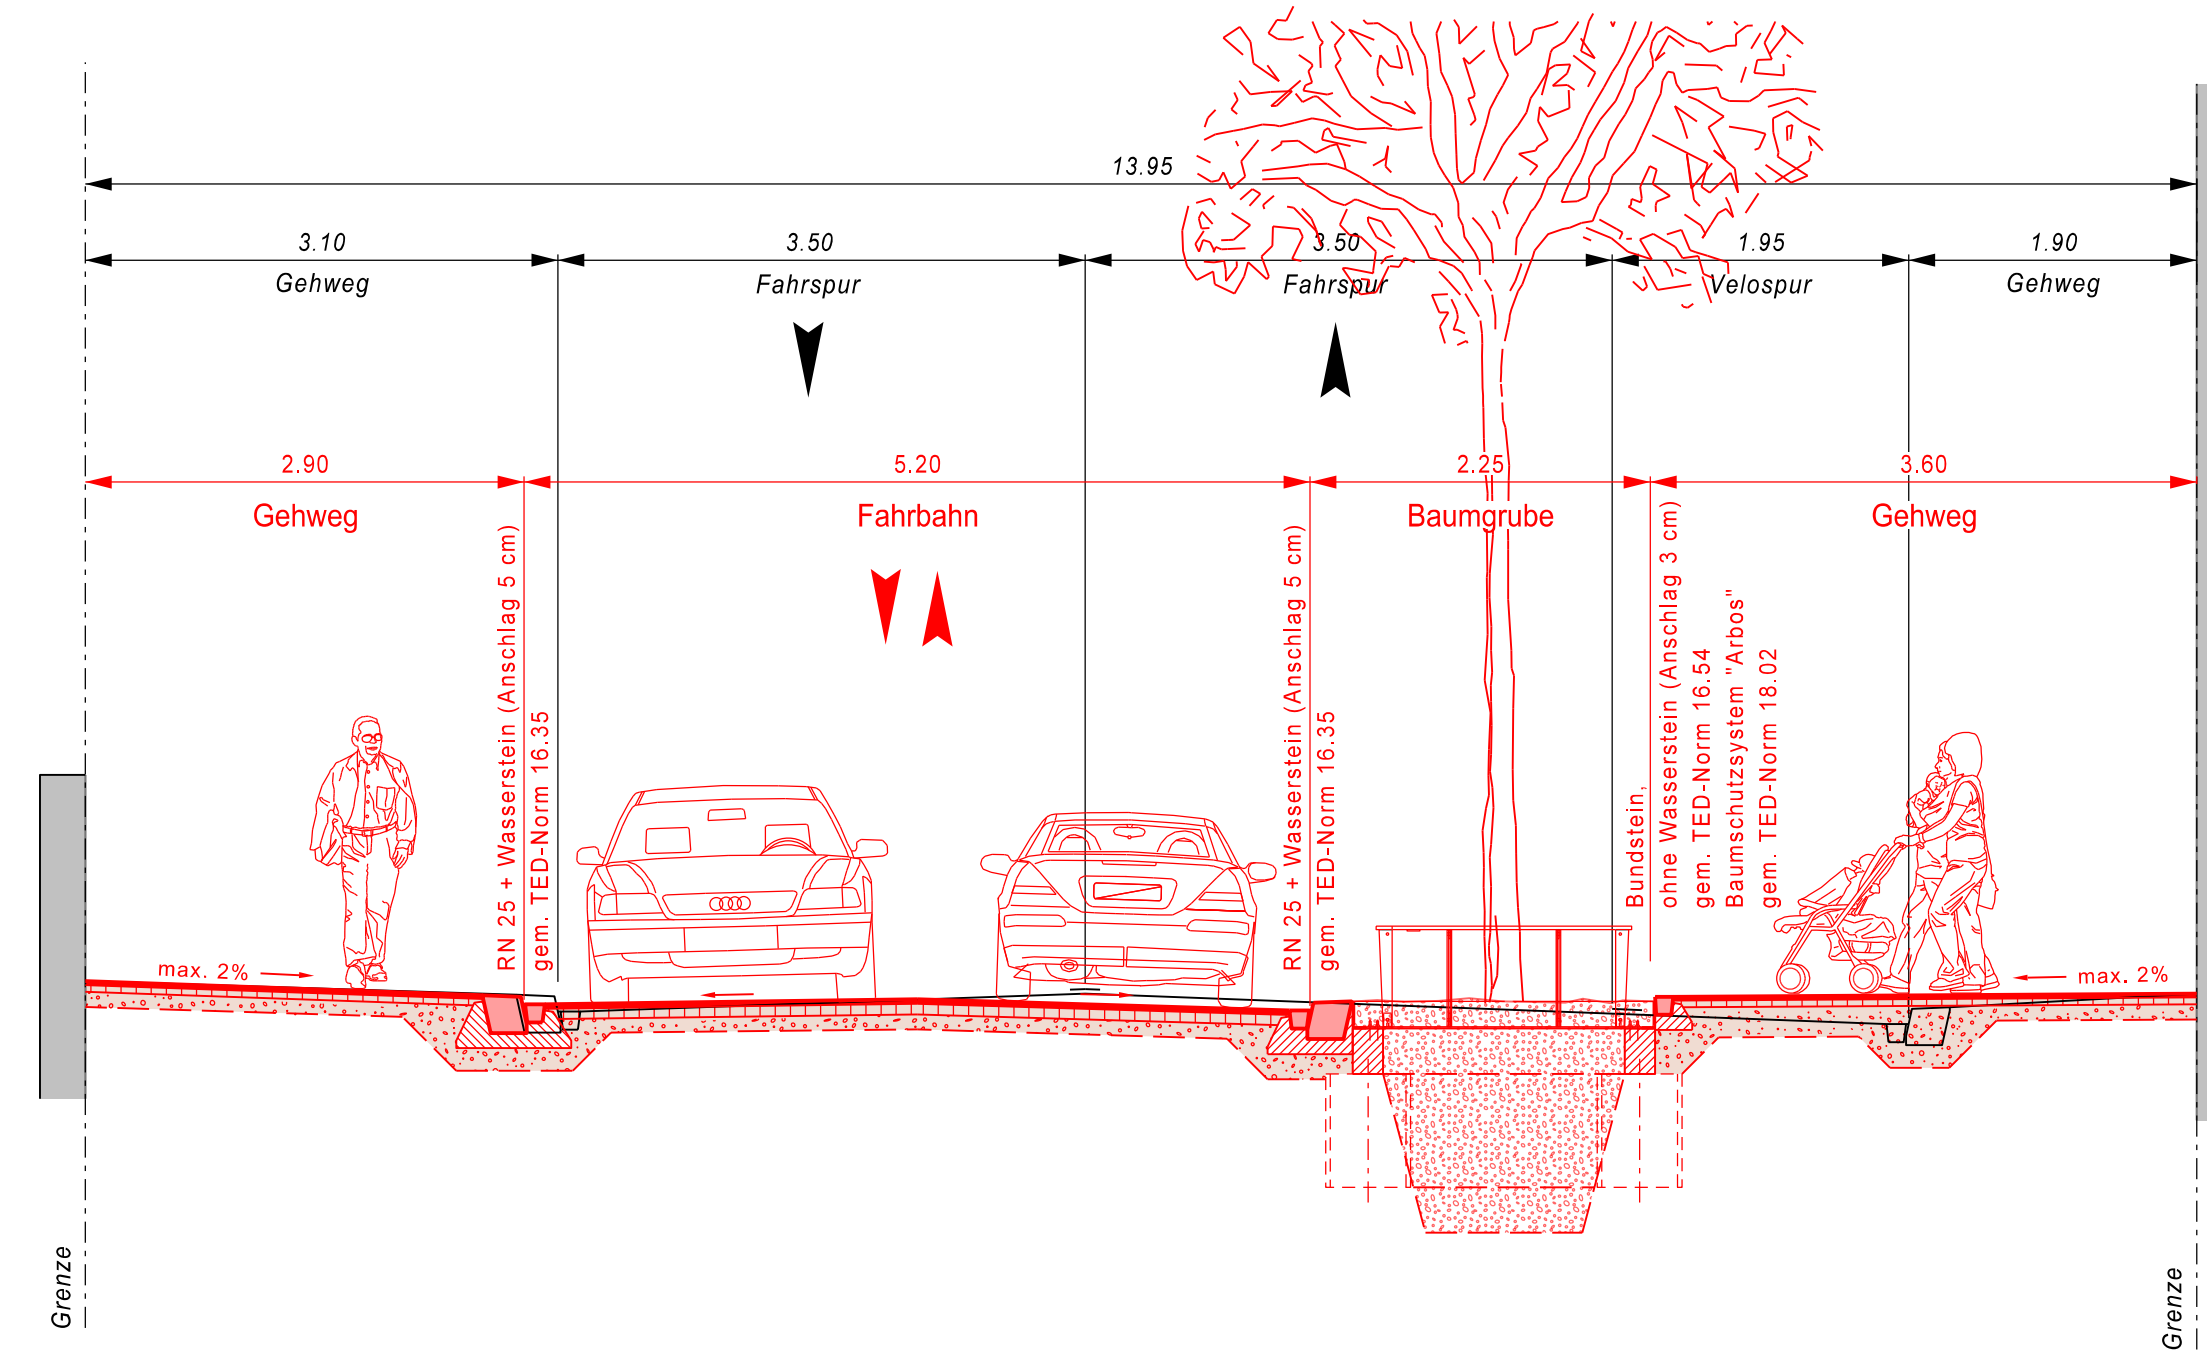 13.95
3.10
3.50
3.50
1.95
1.90
Gehweg
Fahrspur
Fahrspur
Velospur
Gehweg
2.90
5.20
2.25
3.60
Gehweg
Fahrbahn
Baumgrube
Gehweg
RN 25 + Wasserstein (Anschlag 5 cm)
gem. TED-Norm 16.35
RN 25 + Wasserstein (Anschlag 5 cm)
gem. TED-Norm 16.35
Bundstein,
ohne Wasserstein (Anschlag 3 cm)
gem. TED-Norm 16.54
Baumschutzsystem "Arbos"
gem. TED-Norm 18.02
max. 2%
max. 2%
Grenze
Grenze